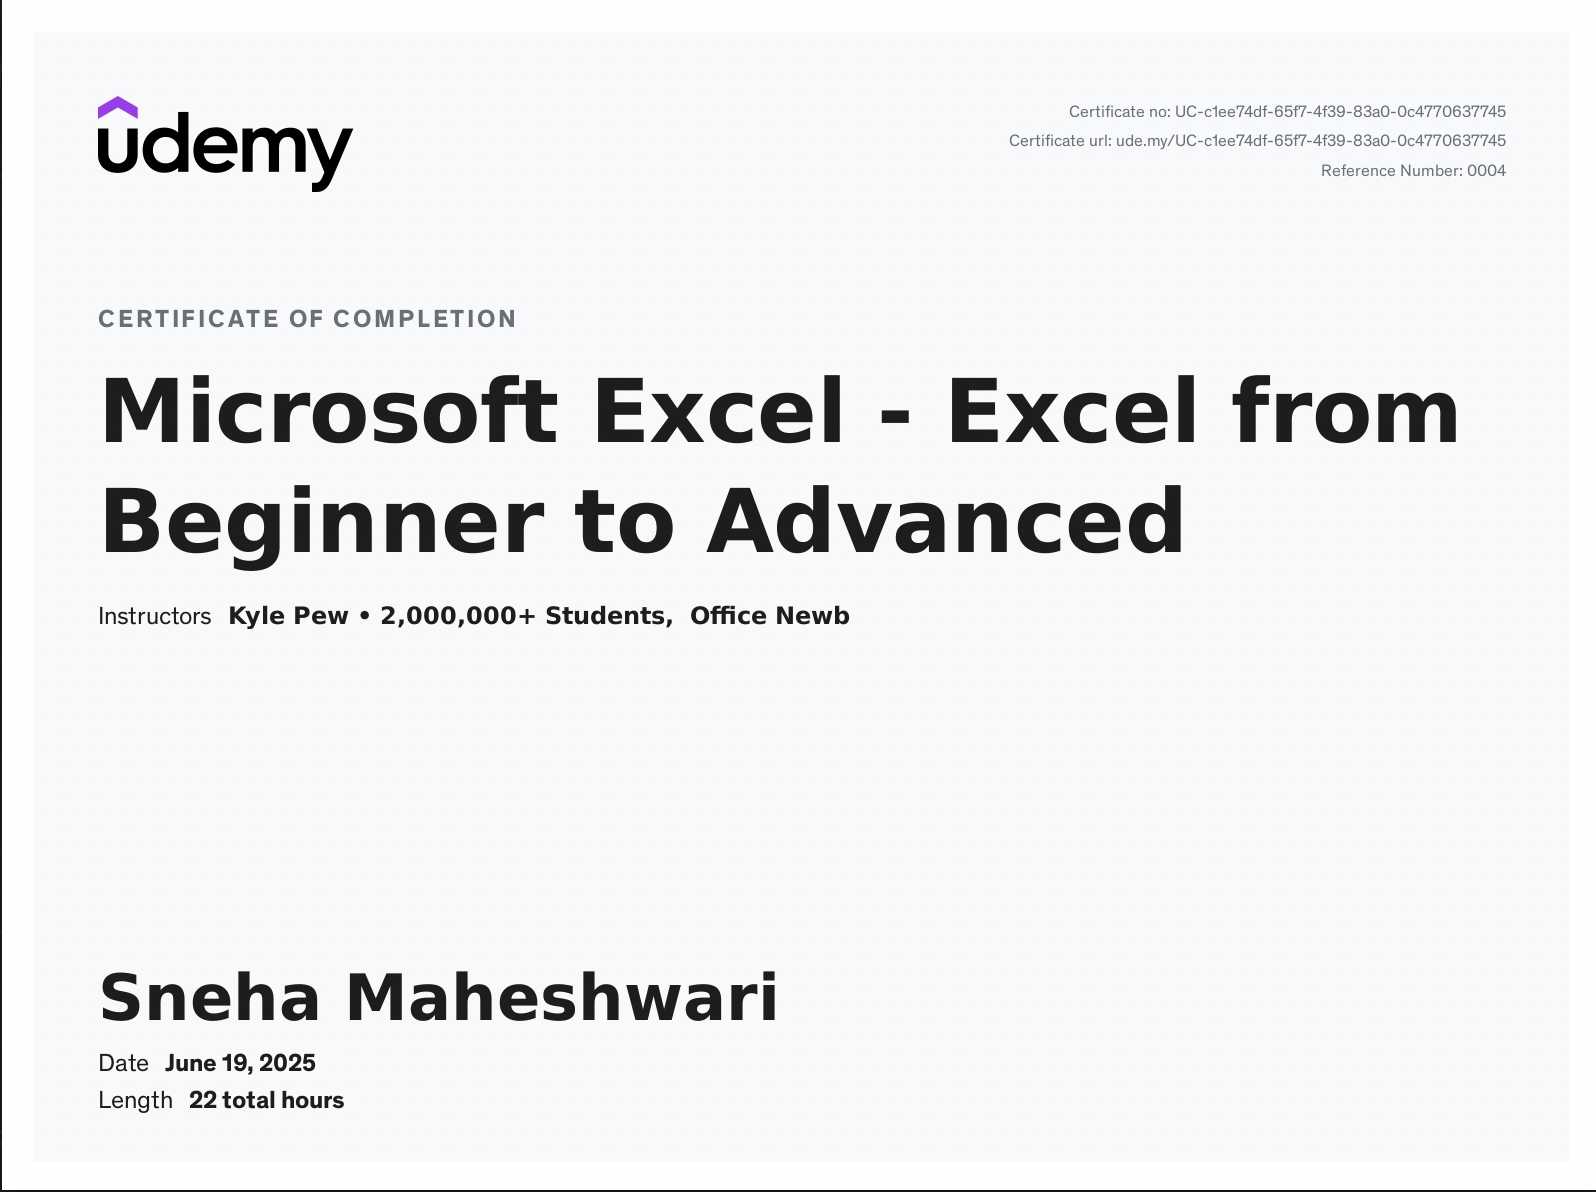 udemy
Certificate no: UC-c1ee74df-65f7-4f39-83a0-0c4770637745
Certificate url: ude.my/UC-c1ee74df-65f7-4f39-83a0-0c4770637745
Reference Number: 0004
CERTIFICATE OF COMPLETION
Microsoft Excel - Excel from
Beginner to Advanced
Instructors Kyle Pew • 2,000,000+ Students, Office Newb
Sneha Maheshwari
Date June 19, 2025
Length 22 total hours